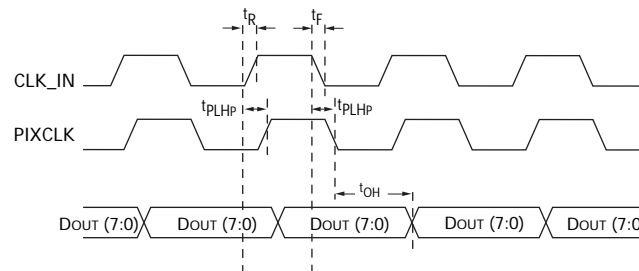 tR tF
CLK_IN
tPLHP tPLHP
PIXCLK
tOH
DOUT (7:0) DOUT (7:0) DOUT (7:0) DOUT (7:0) DOUT (7:0)